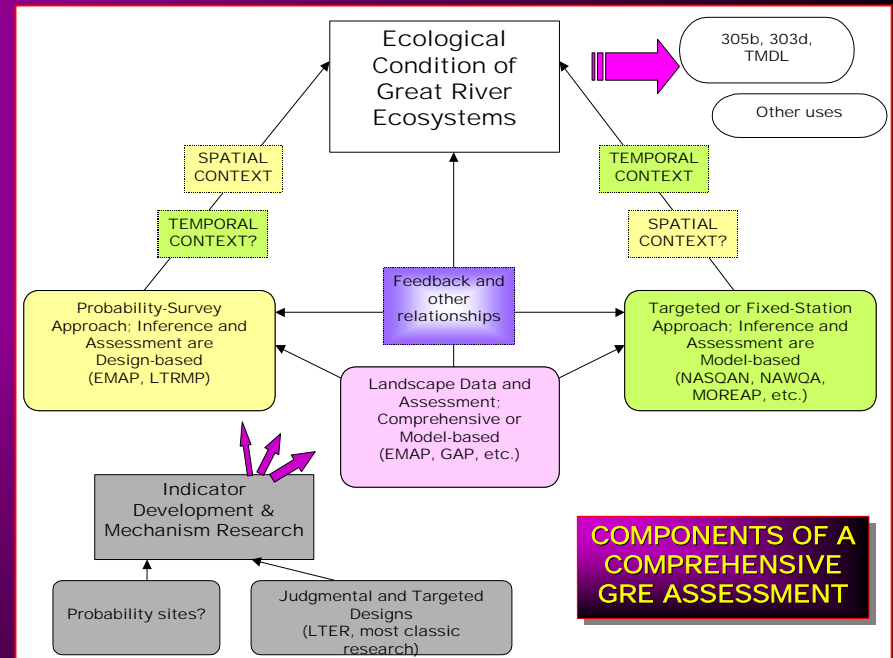 Ecological
Condition of
Great River
Ecosystems
305b, 303d,
TMDL
Other uses
SPATIAL
CONTEXT
TEMPORAL
CONTEXT
TEMPORAL
CONTEXT?
SPATIAL
CONTEXT?
Feedback and
other
relationships
Probability-Survey
Approach; Inference and
Assessment are
Design-based
(EMAP, LTRMP)
Targeted or Fixed-Station
Approach; Inference and
Assessment are
Model-based
(NASQAN, NAWQA,
MOREAP, etc.)
Landscape Data and
Assessment;
Comprehensive or
Model-based
(EMAP, GAP, etc.)
Indicator
Development &
Mechanism Research
Probability sites?
Judgmental and Targeted
Designs
(LTER, most classic
research)
COMPONENTS OF A
COMPREHENSIVE
GRE ASSESSMENT